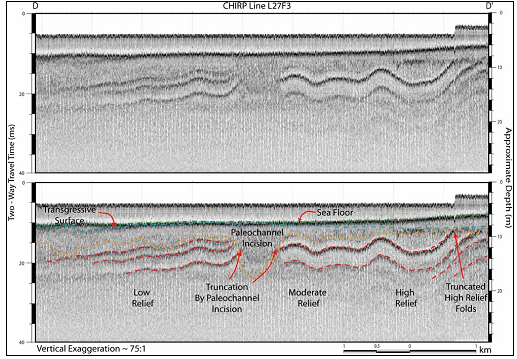 D
CHIRP Line L27F3
D'
0
20
40
0
10
20
Two - Way Travel Time (ms)
Approximate Depth (m)
0
20
40
0
10
20
Transgressive
Surface
Sea Floor
Paleochannel
Incision
Low
Relief
Truncation
By Paleochannel
Incision
Moderate
Relief
High
Relief
Truncated
High Relief
Folds
Vertical Exaggeration ~ 75:1
1
0.5
0
1
km